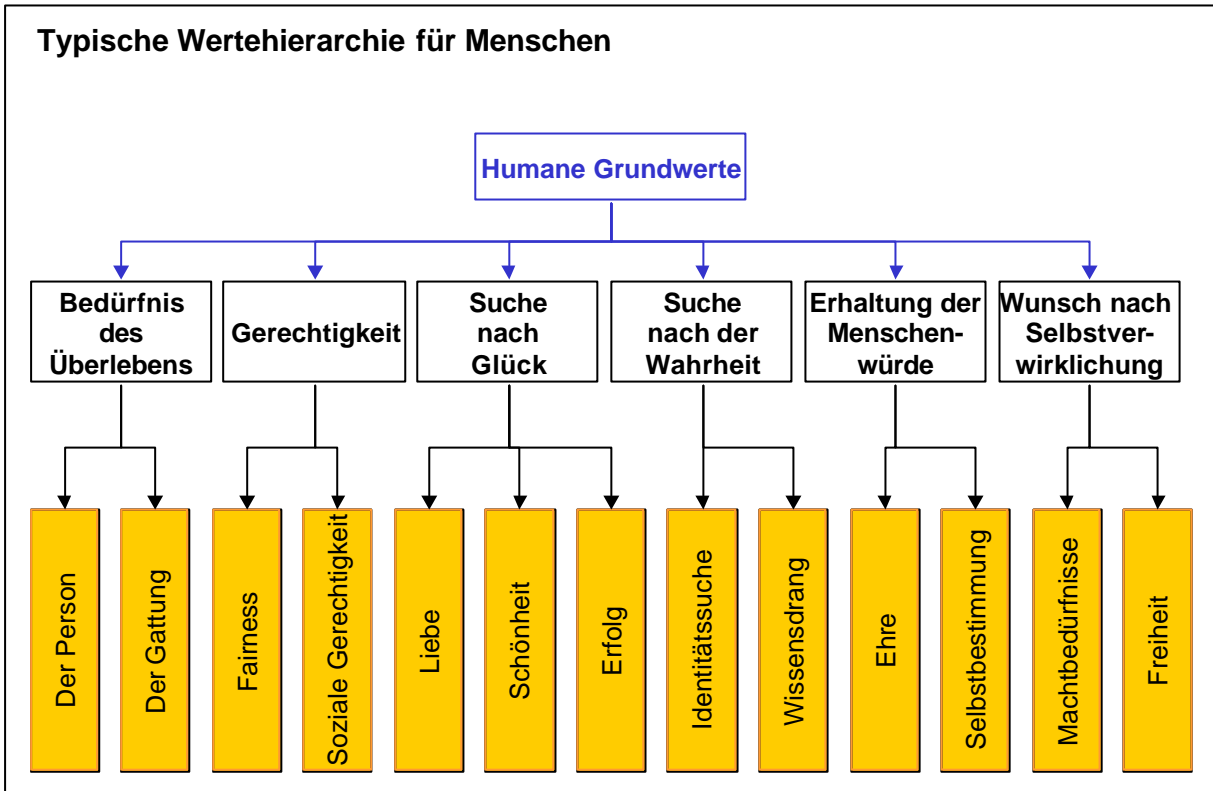 Typische Wertehierarchie für Menschen
Humane Grundwerte
Bedürfnis
des
Überlebens
Gerechtigkeit
Suche
nach
Glück
Suche
nach der
Wahrheit
Erhaltung der
Menschen-
würde
Wunsch nach
Selbstver-
wirklichung
Der Person
Der Gattung
Fairness
Soziale Gerechtigkeit
Liebe
Schönheit
Erfolg
Identitätssuche
Wissensdrang
Ehre
Selbstbestimmung
Machtbedürfnisse
Freiheit